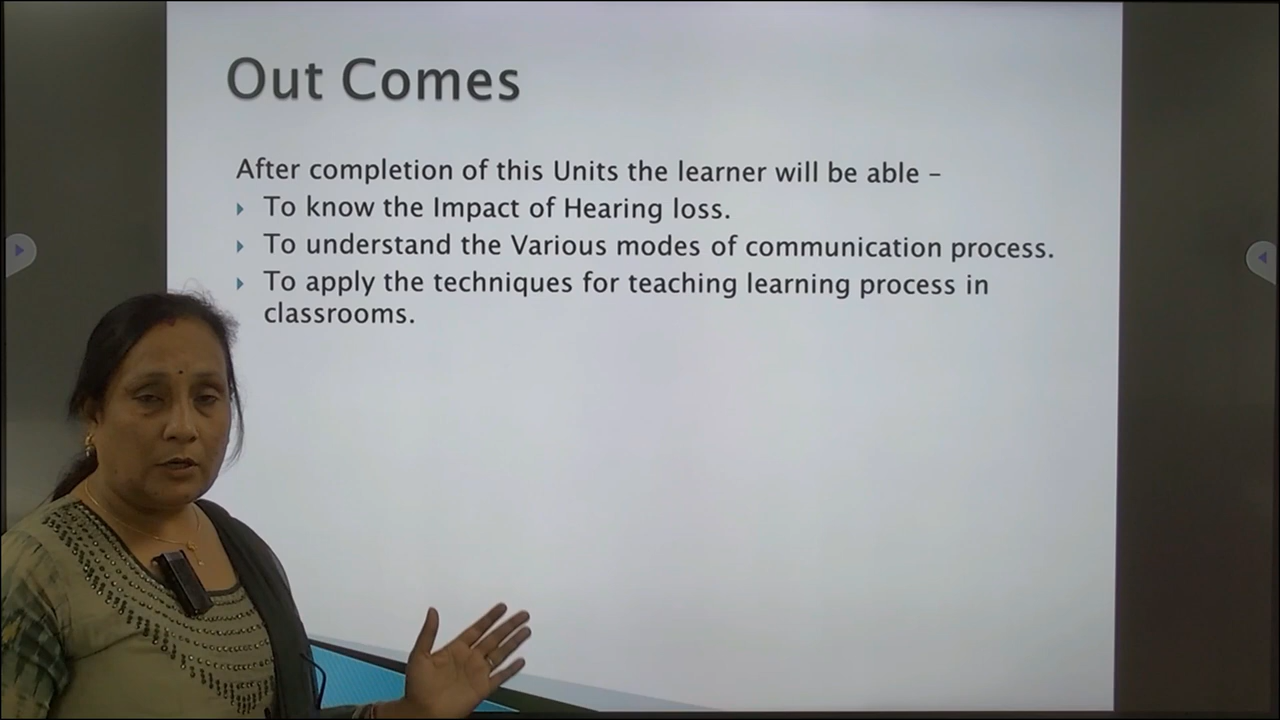 Out Comes
After completion of this Units the learner will be able –
To know the Impact of Hearing loss.
To understand the Various modes of communication process.
To apply the techniques for teaching learning process in
classrooms.